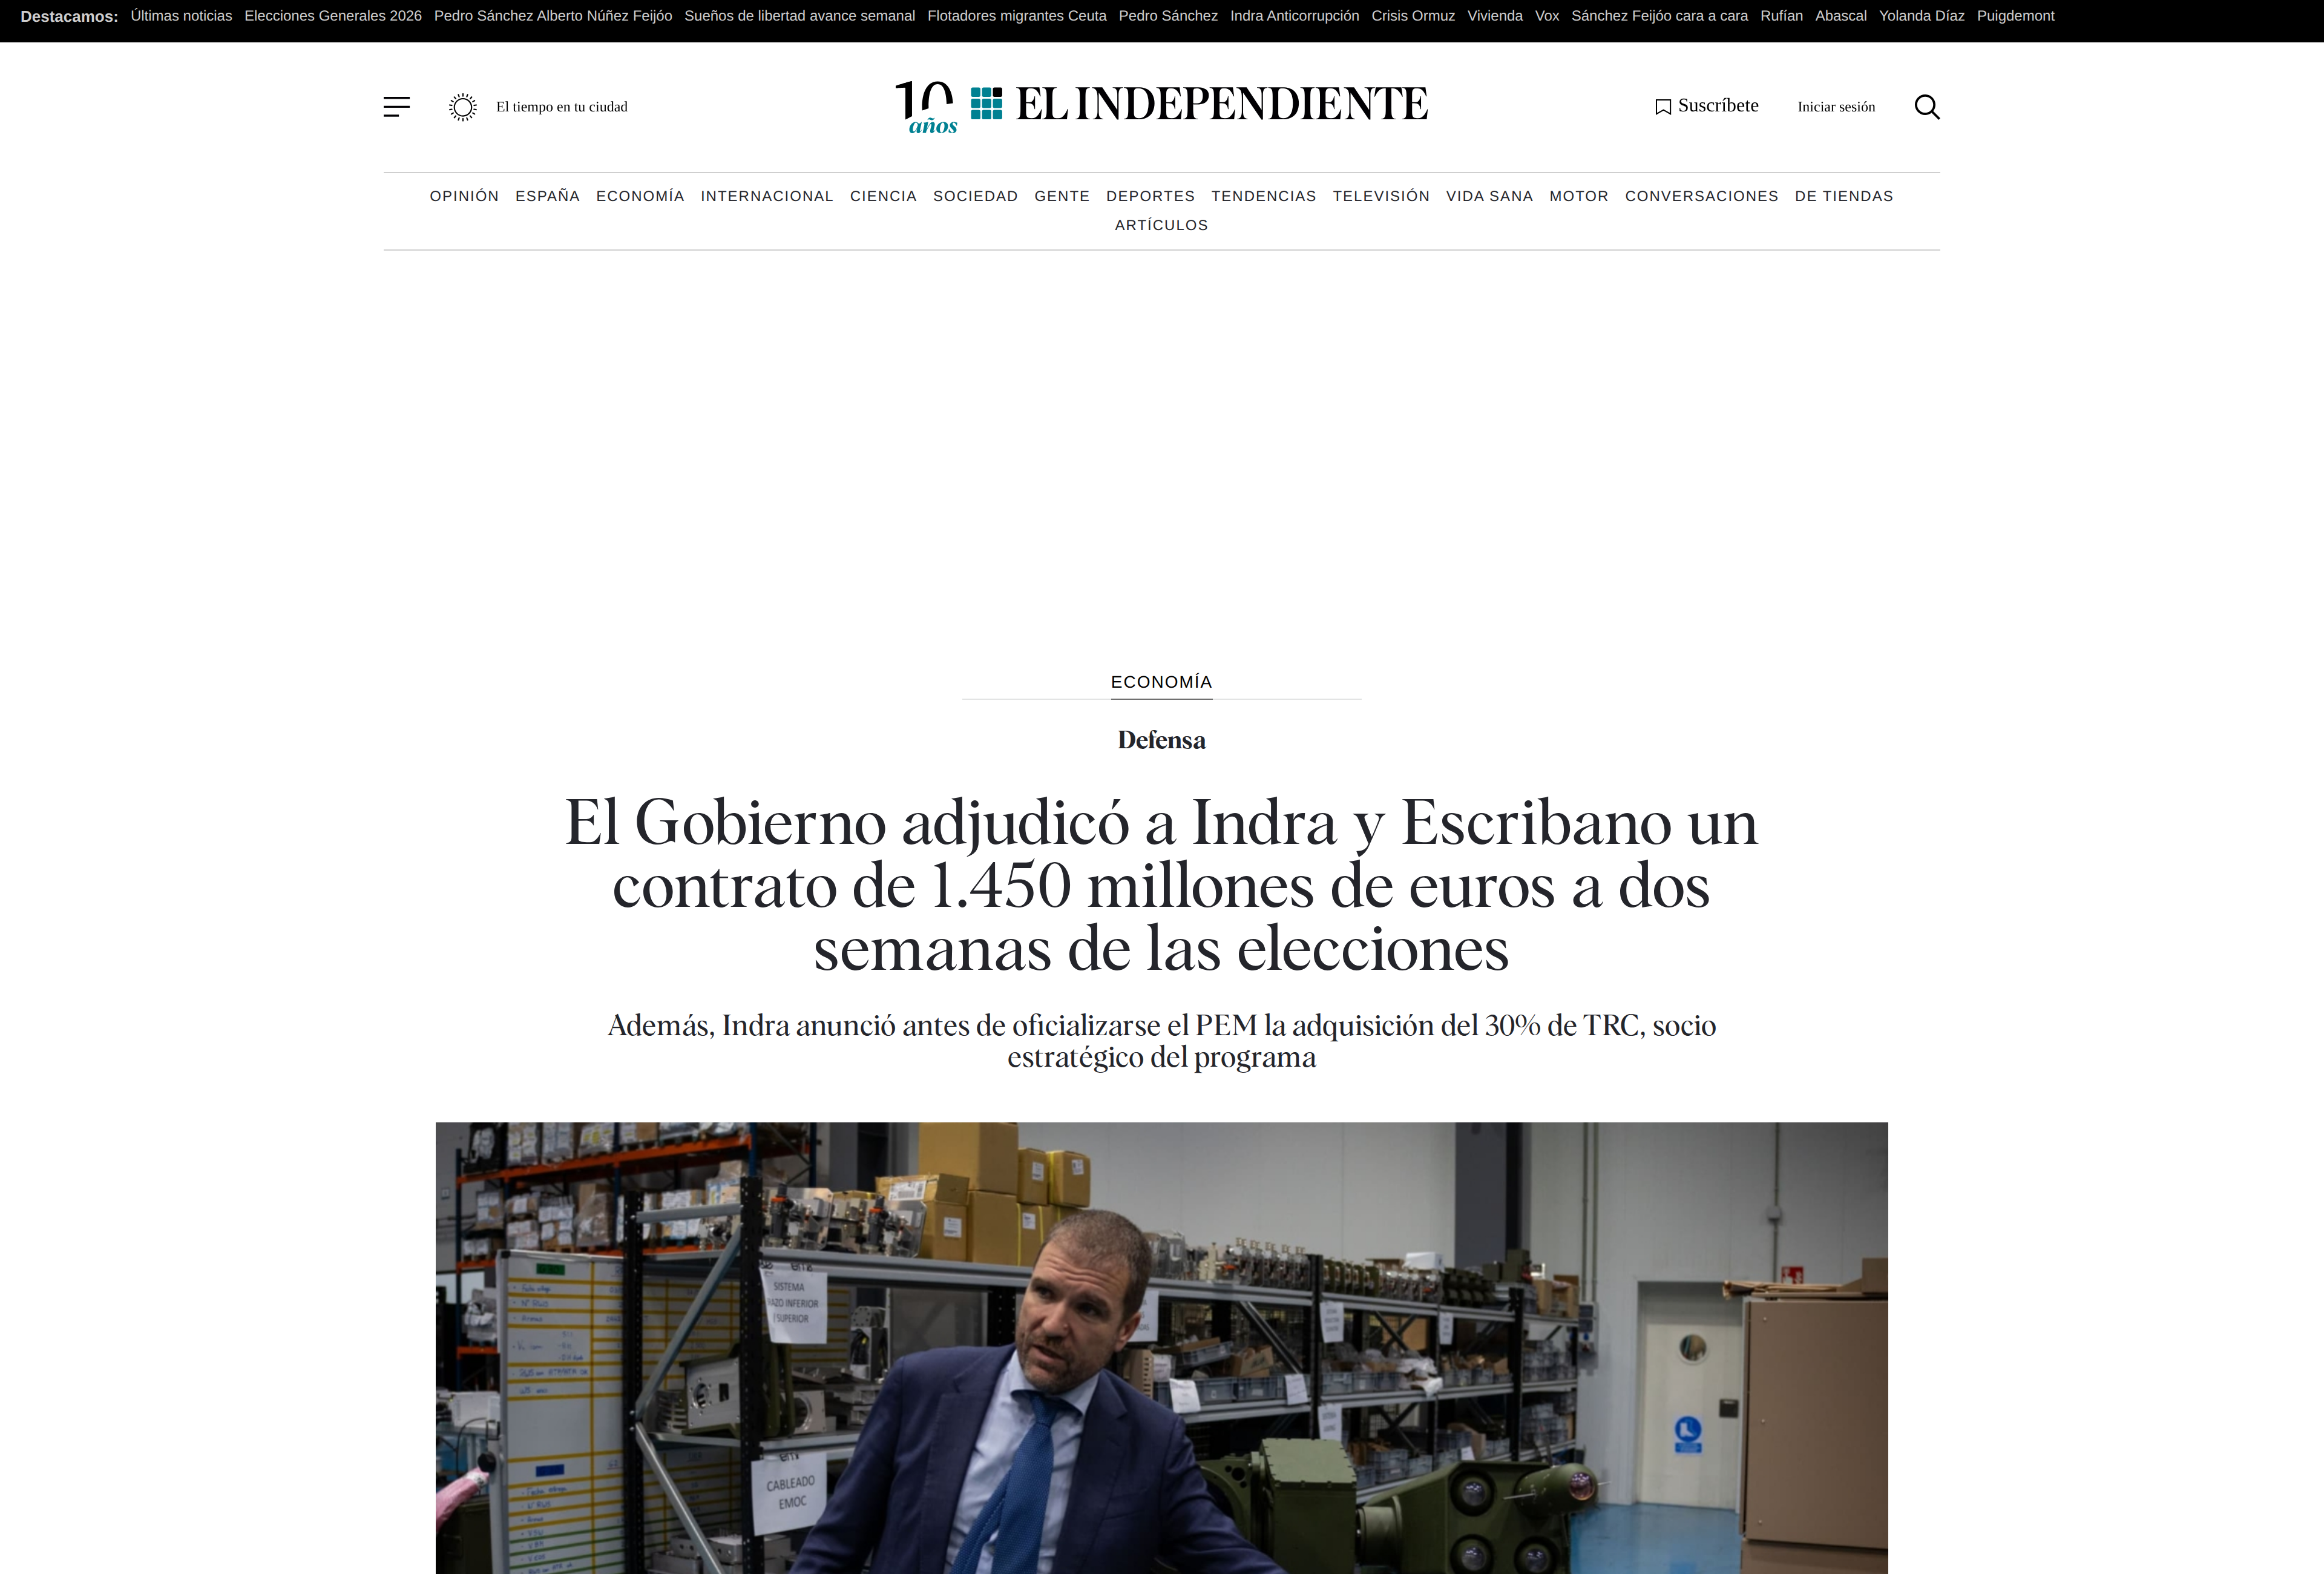 Destacamos: Últimas noticias Elecciones Generales 2026 Pedro Sánchez Alberto Núñez Feijóo Sueños de libertad avance semanal Flotadores migrantes Ceuta Pedro Sánchez Indra Anticorrupción Crisis Ormuz Vivienda Vox Sánchez Feijóo cara a cara Rufián Abascal Yolanda Díaz Puigdemont
El tiempo en tu ciudad
10 años
EL INDEPENDIENTE
Suscríbete
Iniciar sesión
OPINIÓN ESPAÑA ECONOMÍA INTERNACIONAL CIENCIA SOCIEDAD GENTE DEPORTES TENDENCIAS TELEVISIÓN VIDA SANA MOTOR CONVERSACIONES DE TIENDAS
ARTÍCULOS
ECONOMÍA
Defensa
El Gobierno adjudicó a Indra y Escribano un
contrato de 1.450 millones de euros a dos
semanas de las elecciones
Además, Indra anunció antes de oficializarse el PEM la adquisición del 30% de TRC, socio
estratégico del programa
SISTEMA
INFERIOR
SUPERIOR
CABLEADO
EMOC